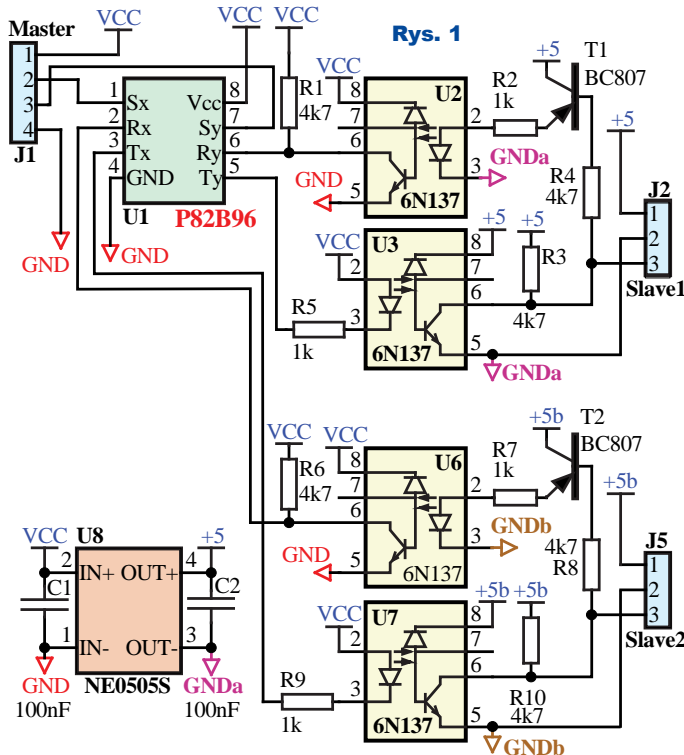 Rys. 1
Master
J1
1
2
3
4
VCC
GND
VCC
1 Sx
2 Rx
3 Tx
4 GND
Vcc 8
Sy 7
Ry 6
Ty 5
U1
P82B96
GND
VCC
R1
4k7
VCC
8
7
6
5
U2
6N137
2
3
GND
R2
1k
GNDa
+5
T1
BC807
R4
4k7
+5
J2
1
2
3
Slave1
VCC
2
3
U3
6N137
8
7
6
5
+5
+5
R3
4k7
R5
1k
GNDa
VCC
R6
4k7
VCC
8
7
6
5
U6
6N137
2
3
GND
R7
1k
GNDb
+5b
T2
BC807
4k7
R8
+5b
J5
1
2
3
Slave2
VCC
2
3
U7
6N137
8
7
6
5
+5b
+5b
R10
4k7
R9
1k
GNDb
U8
VCC
+5
2 IN+ OUT+ 4
C1
C2
1 IN- OUT- 3
GND
NE0505S
GNDa
100nF
100nF